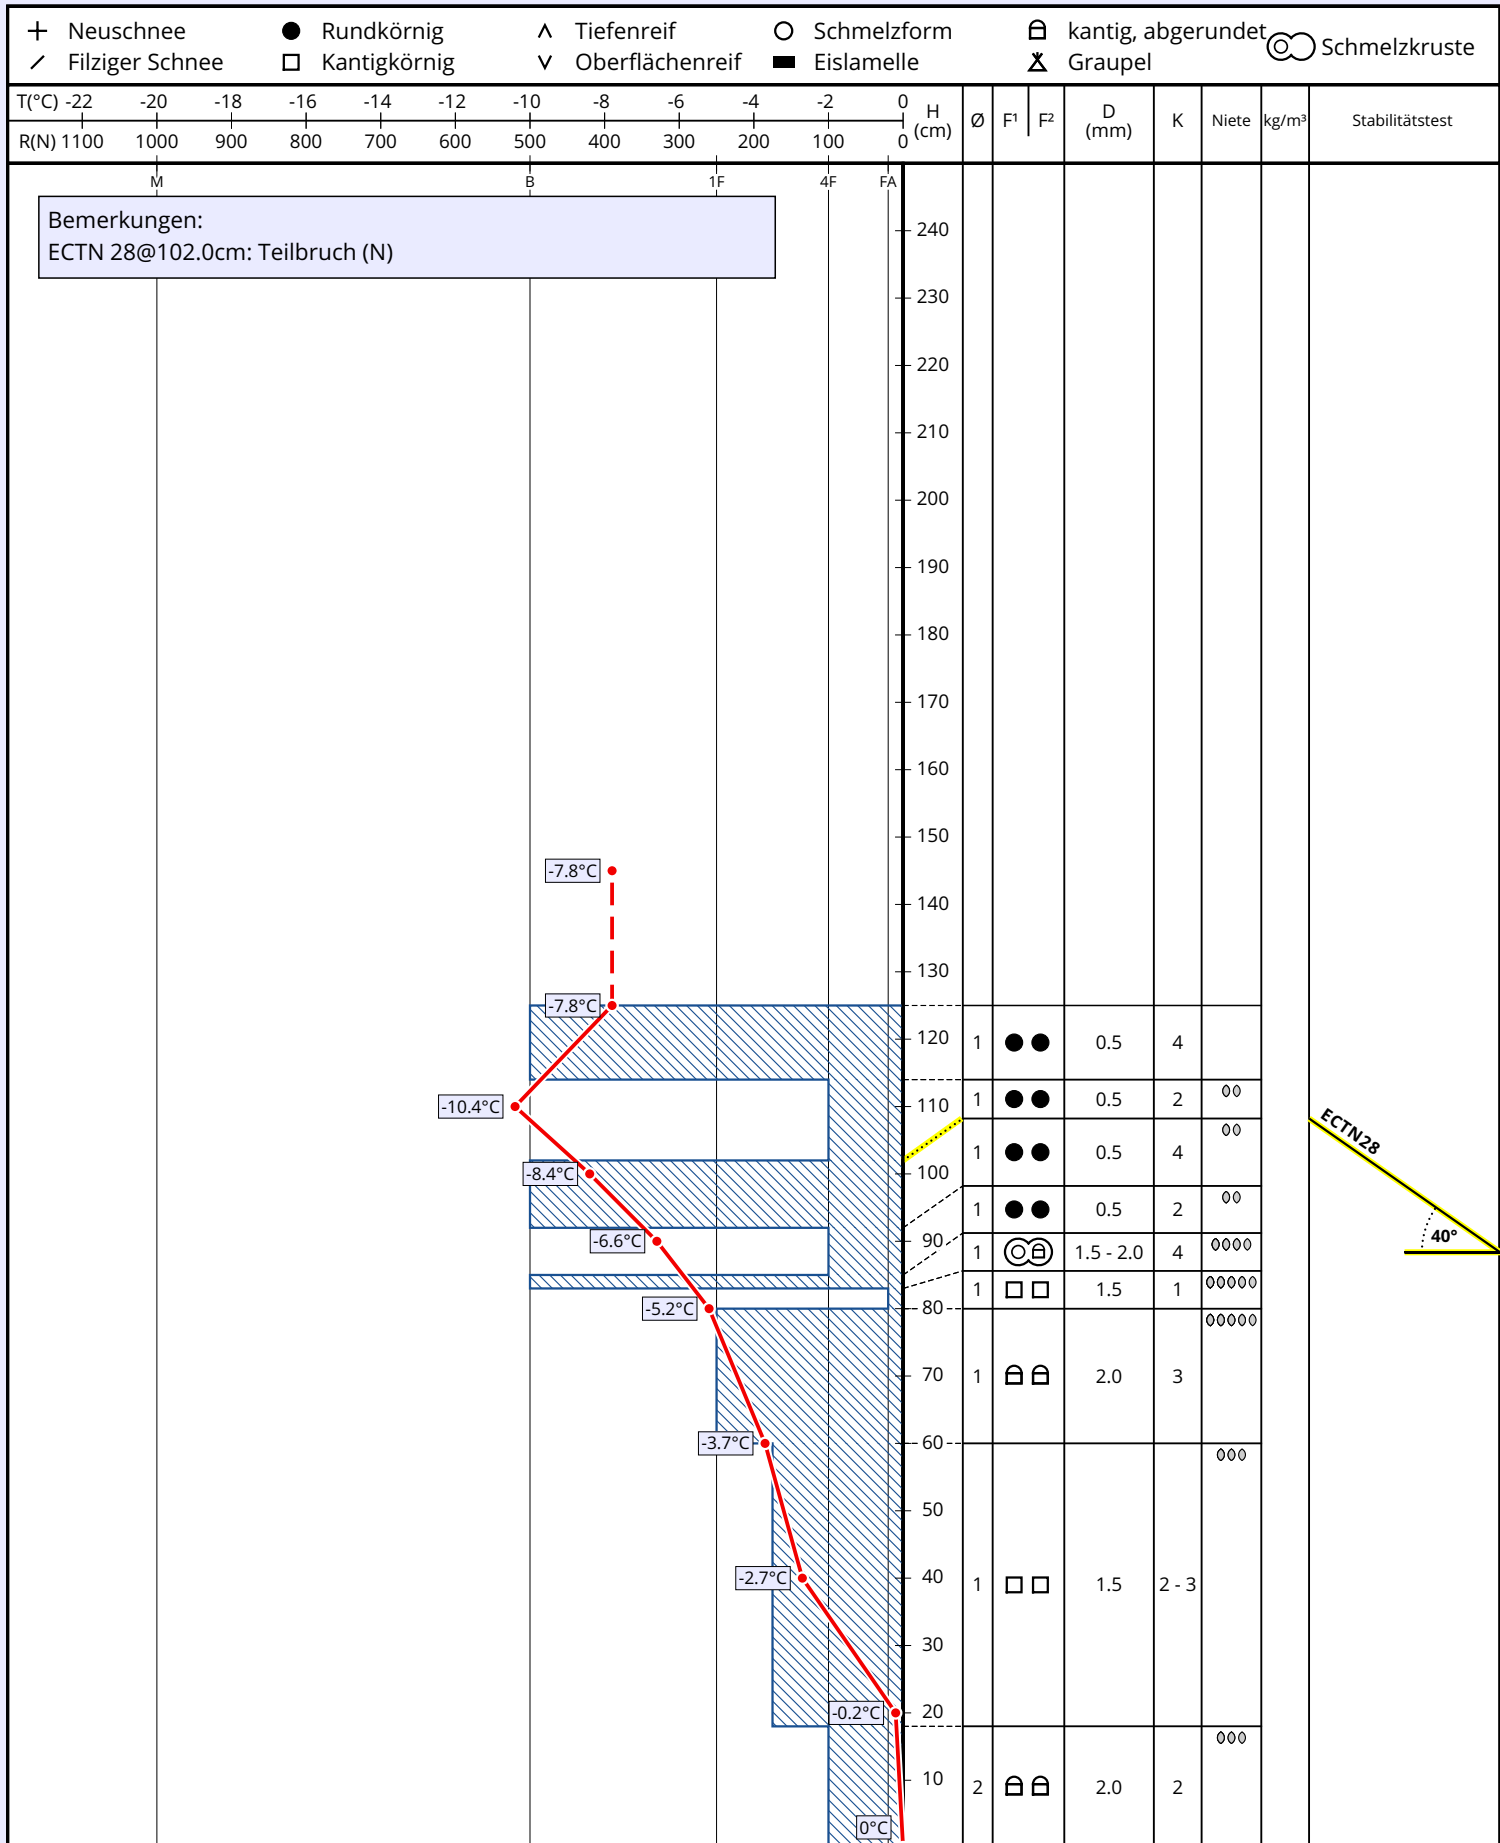 Neuschnee Rundkörnig Tiefenreif Schmelzform kantig, abgerundet Schmelzkruste
Filziger Schnee Kantigkörnig Oberflächenreif Eislamelle Graupel
T(°C) -22 -20 -18 -16 -14 -12 -10 -8 -6 -4 -2 0
R(N) 1100 1000 900 800 700 600 500 400 300 200 100 0
H (cm) Ø F¹ F² D (mm) K Niete kg/m³ Stabilitätstest
M B 1F 4F FA
Bemerkungen:
ECTN 28@102.0cm: Teilbruch (N)
240
230
220
210
200
190
180
170
160
150
-7.8°C
140
130
-7.8°C
120 1 0.5 4
-10.4°C 110 1 0.5 2
ECTN28
-8.4°C 100 1 0.5 4
1 0.5 2
-6.6°C 90 1 1.5 - 2.0 4 40°
1 1.5 1
-5.2°C 80
70 1 2.0 3
-3.7°C 60
50
-2.7°C 40 1 1.5 2 - 3
30
-0.2°C 20
10 2 2.0 2
0°C